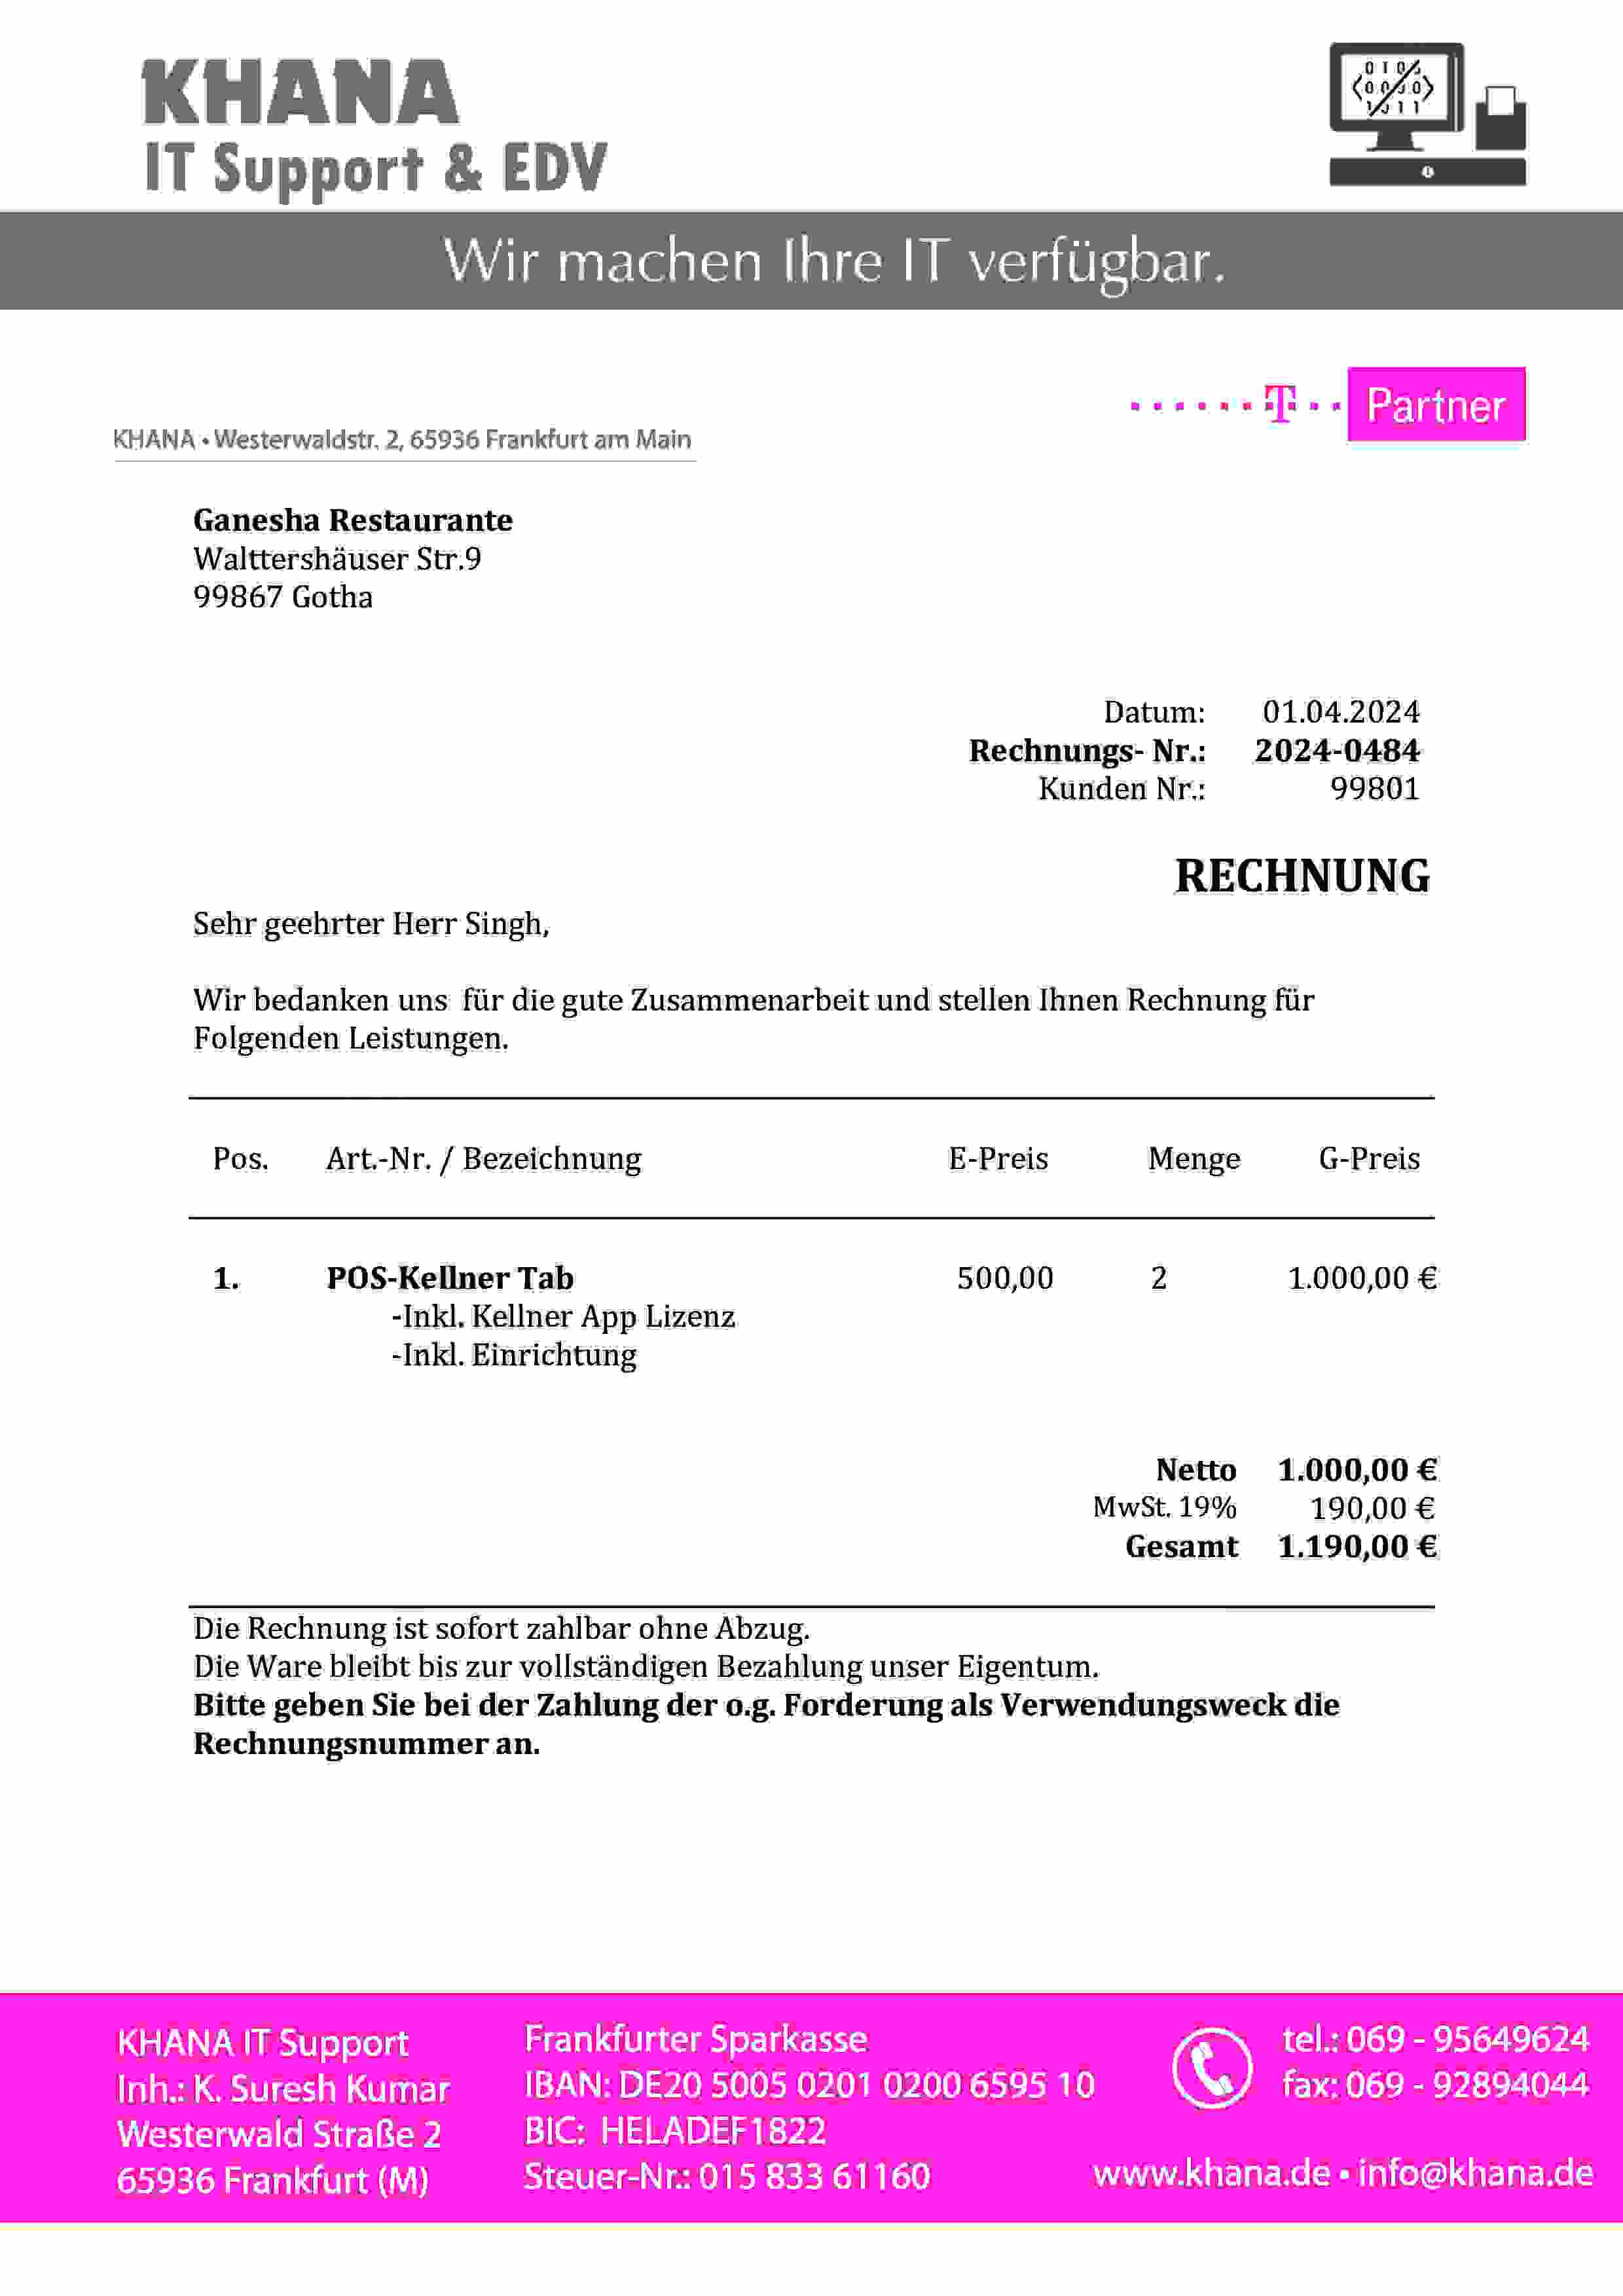 KHANA
IT Support & EDV
Wir machen Ihre IT verfügbar.
T Partner
KHANA • Westerwaldstr. 2, 65936 Frankfurt am Main
Ganesha Restaurante
Walttershäuser Str.9
99867 Gotha
Datum: 01.04.2024
Rechnungs- Nr.: 2024-0484
Kunden Nr.: 99801
RECHNUNG
Sehr geehrter Herr Singh,
Wir bedanken uns für die gute Zusammenarbeit und stellen Ihnen Rechnung für
Folgenden Leistungen.
Pos. Art.-Nr. / Bezeichnung E-Preis Menge G-Preis
1. POS-Kellner Tab 500,00 2 1.000,00 €
-Inkl. Kellner App Lizenz
-Inkl. Einrichtung
Netto 1.000,00 €
MwSt. 19% 190,00 €
Gesamt 1.190,00 €
Die Rechnung ist sofort zahlbar ohne Abzug.
Die Ware bleibt bis zur vollständigen Bezahlung unser Eigentum.
Bitte geben Sie bei der Zahlung der o.g. Forderung als Verwendungsweck die
Rechnungsnummer an.
KHANA IT Support
Inh.: K. Suresh Kumar
Westerwald Straße 2
65936 Frankfurt (M)
Frankfurter Sparkasse
IBAN: DE20 5005 0201 0200 6595 10
BIC: HELADEF1822
Steuer-Nr.: 015 833 61160
tel.: 069 - 95649624
fax: 069 - 92894044
www.khana.de • info@khana.de